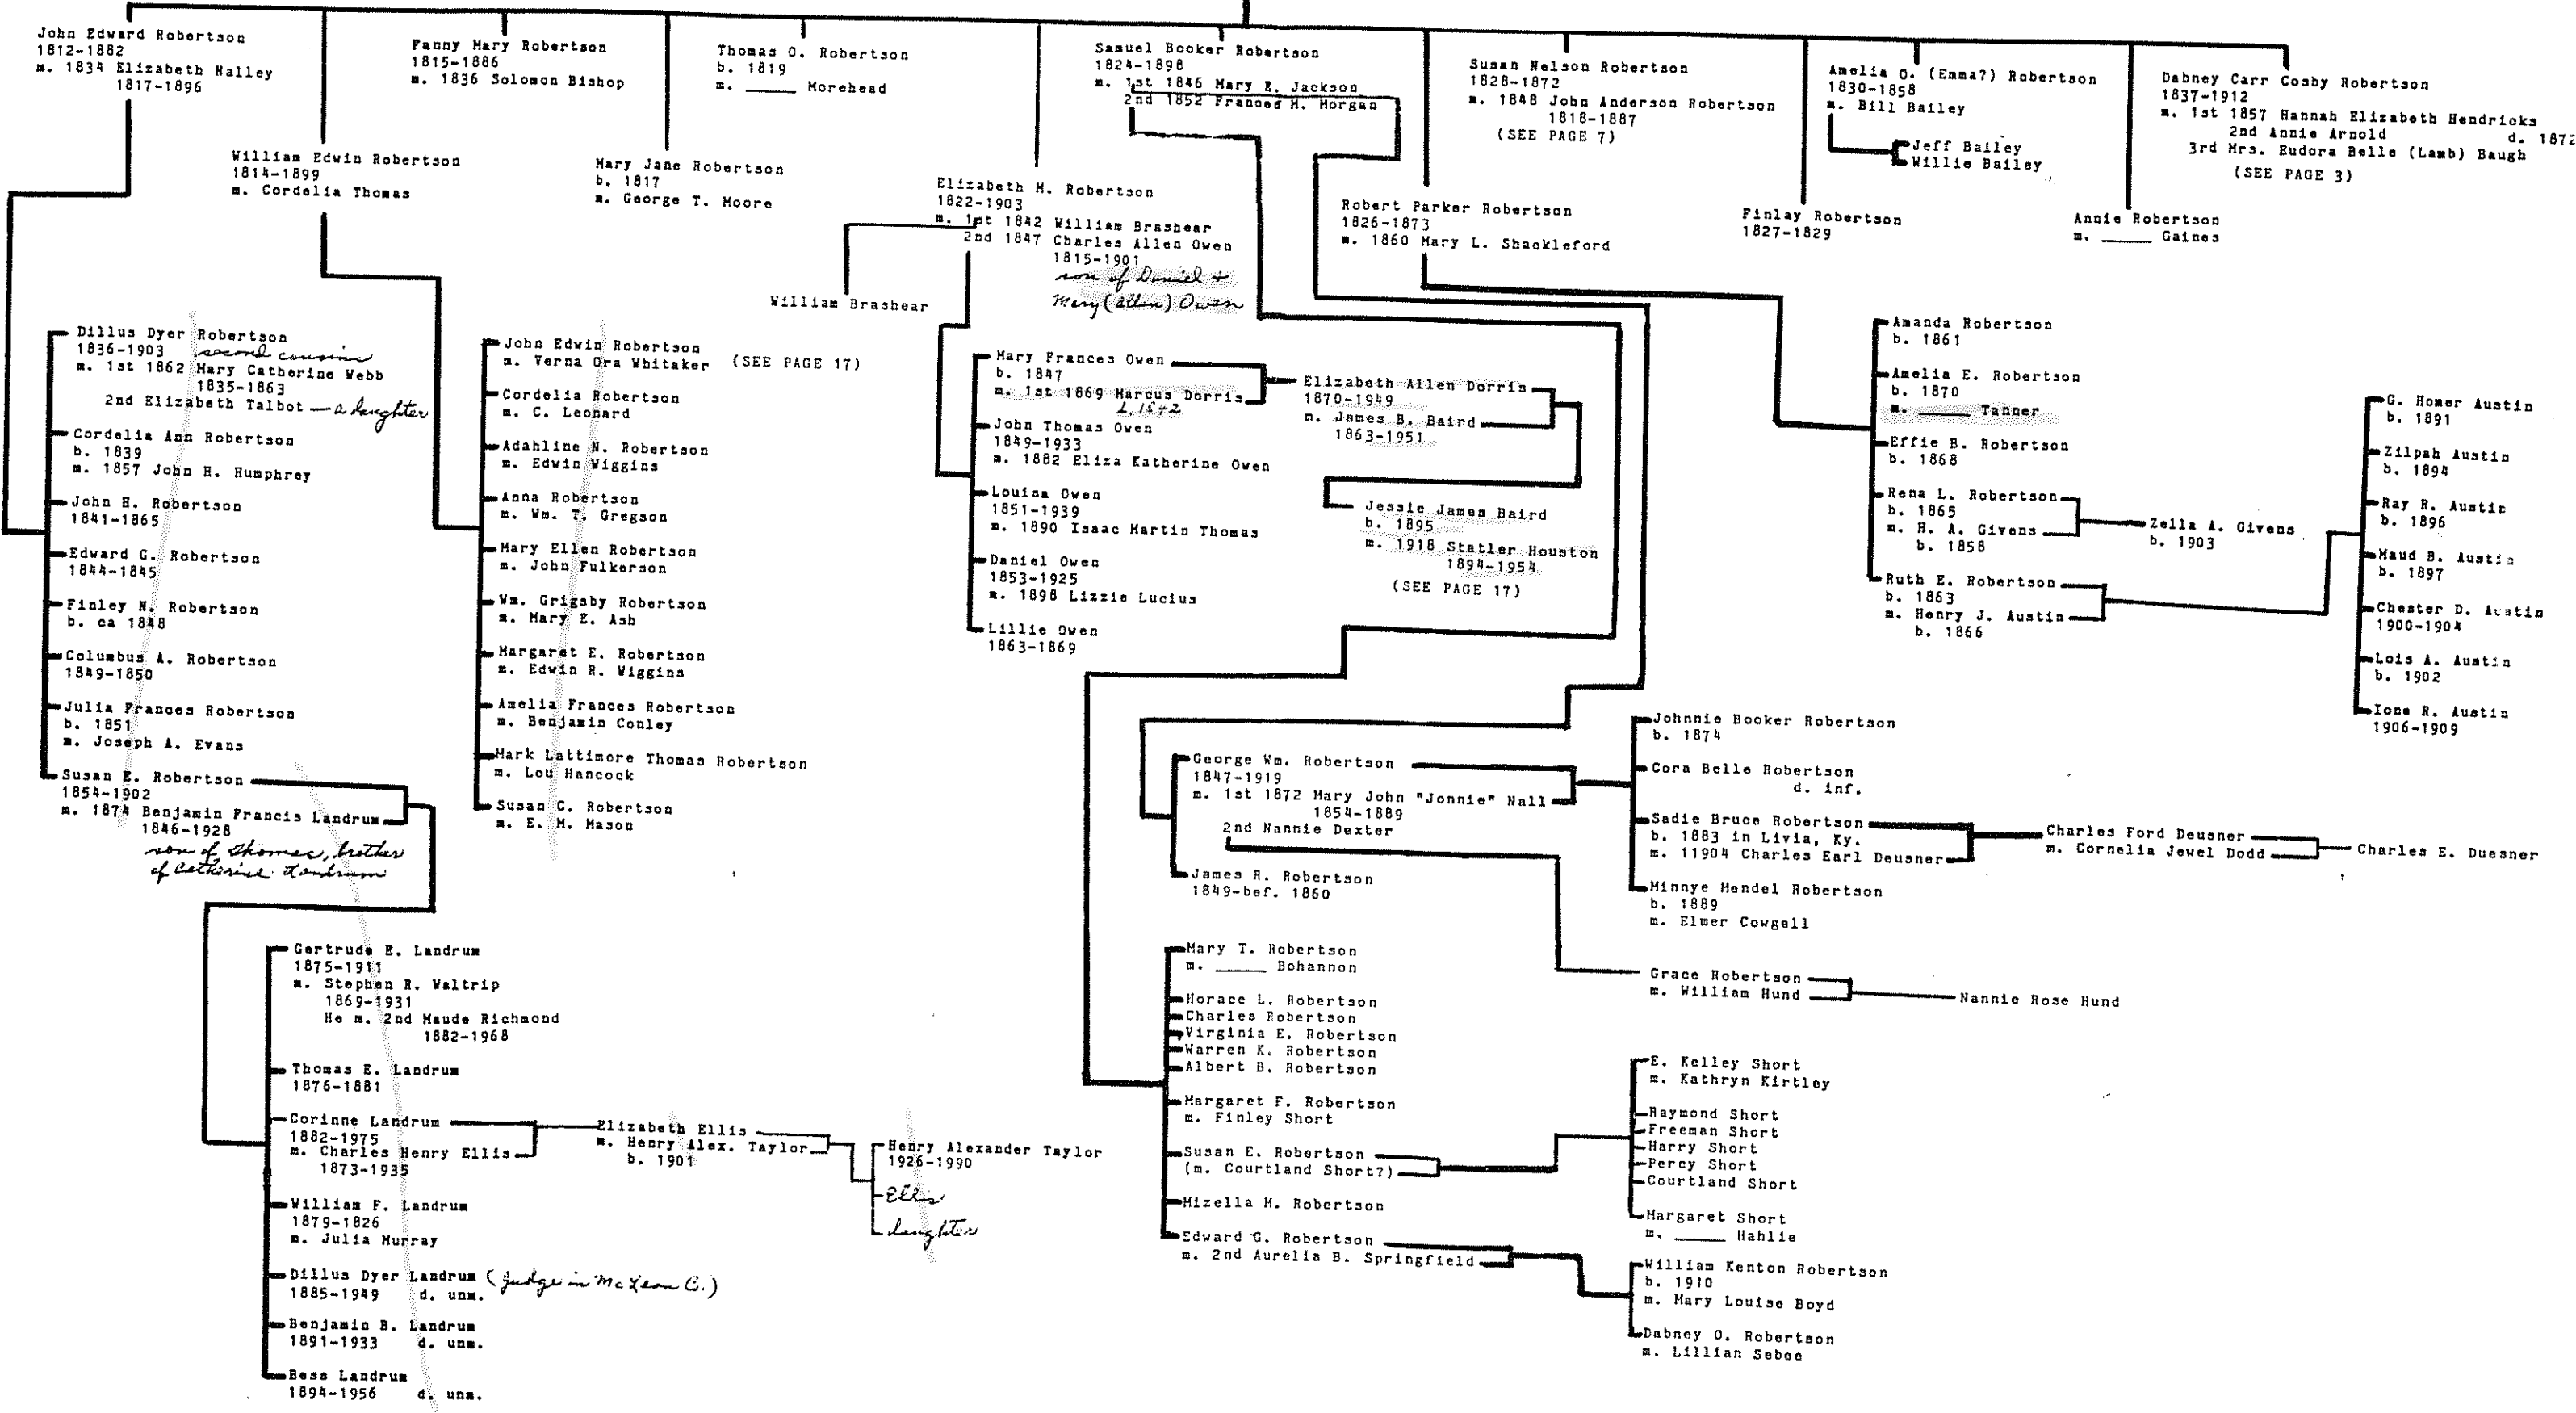 John Edward Robertson
1812-1882
m. 1834 Elizabeth Nalley
1817-1896
William Edwin Robertson
1814-1899
m. Cordelia Thomas
Fanny Mary Robertson
1815-1886
m. 1836 Solomon Bishop
Mary Jane Robertson
b. 1817
m. George T. Moore
Thomas O. Robertson
b. 1819
m. _____ Morehead
Elizabeth M. Robertson
1822-1903
m. 1st 1842 William Brashear
2nd 1847 Charles Allen Owen
1815-1901
son of Daniel +
Mary (Allen) Owen
William Brashear
Samuel Booker Robertson
1824-1898
m. 1st 1846 Mary E. Jackson
2nd 1852 Frances M. Morgan
Robert Parker Robertson
1826-1873
m. 1860 Mary L. Shackleford
Susan Nelson Robertson
1828-1872
m. 1848 John Anderson Robertson
1818-1887
(SEE PAGE 7)
Finlay Robertson
1827-1829
Amelia O. (Emma?) Robertson
1830-1858
m. Bill Bailey
Jeff Bailey
Willie Bailey
Annie Robertson
m. _____ Gaines
Dabney Carr Cosby Robertson
1837-1912
m. 1st 1857 Hannah Elizabeth Hendricks
2nd Annie Arnold d. 1872
3rd Mrs. Eudora Belle (Lamb) Baugh
(SEE PAGE 3)
Dillus Dyer Robertson
1836-1903 second cousin
m. 1st 1862 Mary Catherine Webb
1835-1863
2nd Elizabeth Talbot — a daughter
Cordelia Ann Robertson
b. 1839
m. 1857 John H. Humphrey
John H. Robertson
1841-1865
Edward G. Robertson
1844-1845
Finley N. Robertson
b. ca 1848
Columbus A. Robertson
1849-1850
Julia Frances Robertson
b. 1851
m. Joseph A. Evans
Susan E. Robertson
1854-1902
m. 1874 Benjamin Francis Landrum
1846-1928
son of Thomas, brother
of Catherine Landrum
John Edwin Robertson
m. Verna Ora Whitaker (SEE PAGE 17)
Cordelia Robertson
m. C. Leonard
Adahline N. Robertson
m. Edwin Wiggins
Anna Robertson
m. Wm. T. Gregson
Mary Ellen Robertson
m. John Fulkerson
Wm. Grigsby Robertson
m. Mary E. Ash
Margaret E. Robertson
m. Edwin R. Wiggins
Amelia Frances Robertson
m. Benjamin Conley
Mark Lattimore Thomas Robertson
m. Lou Hancock
Susan C. Robertson
m. E. M. Mason
Mary Frances Owen
b. 1847
m. 1st 1869 Marcus Dorris
John Thomas Owen
1849-1933
m. 1882 Eliza Katherine Owen
Louisa Owen
1851-1939
m. 1890 Isaac Martin Thomas
Daniel Owen
1853-1925
m. 1898 Lizzie Lucius
Lillie Owen
1863-1869
Elizabeth Allen Dorris
1870-1949
m. James B. Baird
1863-1951
Jessie James Baird
b. 1895
m. 1918 Statler Houston
1894-1954
(SEE PAGE 17)
Amanda Robertson
b. 1861
Amelia E. Robertson
b. 1870
m. _____ Tanner
Effie B. Robertson
b. 1868
Rena L. Robertson
b. 1865
m. H. A. Givens
b. 1858
Ruth E. Robertson
b. 1863
m. Henry J. Austin
b. 1866
Zella A. Givens
b. 1903
G. Homer Austin
b. 1891
Zilpah Austin
b. 1894
Ray R. Austin
b. 1896
Maud B. Austin
b. 1897
Chester D. Austin
1900-1904
Lois A. Austin
b. 1902
Ione R. Austin
1906-1909
George Wm. Robertson
1847-1919
m. 1st 1872 Mary John "Jonnie" Nall
1854-1889
2nd Nannie Dexter
James R. Robertson
1849-bef. 1860
Johnnie Booker Robertson
b. 1874
Cora Belle Robertson
d. inf.
Sadie Bruce Robertson
b. 1883 in Livia, Ky.
m. 11904 Charles Earl Deusner
Minnye Mendel Robertson
b. 1889
m. Elmer Cowgell
Charles Ford Deusner
m. Cornelia Jewel Dodd
Charles E. Duesner
Grace Robertson
m. William Hund
Nannie Rose Hund
Gertrude E. Landrum
1875-1911
m. Stephen R. Waltrip
1869-1931
He m. 2nd Maude Richmond
1882-1968
Thomas E. Landrum
1876-1881
Corinne Landrum
1882-1975
m. Charles Henry Ellis
1873-1935
William F. Landrum
1879-1826
m. Julia Murray
Dillus Dyer Landrum (judge in McLean Co.)
1885-1949 d. unm.
Benjamin B. Landrum
1891-1933 d. unm.
Bess Landrum
1894-1956 d. unm.
Elizabeth Ellis
m. Henry Alex. Taylor
b. 1901
Henry Alexander Taylor
1926-1990
Ellis
daughter
Mary T. Robertson
m. _____ Bohannon
Horace L. Robertson
Charles Robertson
Virginia E. Robertson
Warren K. Robertson
Albert B. Robertson
Margaret F. Robertson
m. Finley Short
Susan E. Robertson
(m. Courtland Short?)
Mizella M. Robertson
Edward G. Robertson
m. 2nd Aurelia B. Springfield
E. Kelley Short
m. Kathryn Kirtley
Raymond Short
Freeman Short
Harry Short
Percy Short
Courtland Short
Margaret Short
m. _____ Hahlie
William Kenton Robertson
b. 1910
m. Mary Louise Boyd
Dabney O. Robertson
m. Lillian Sebee